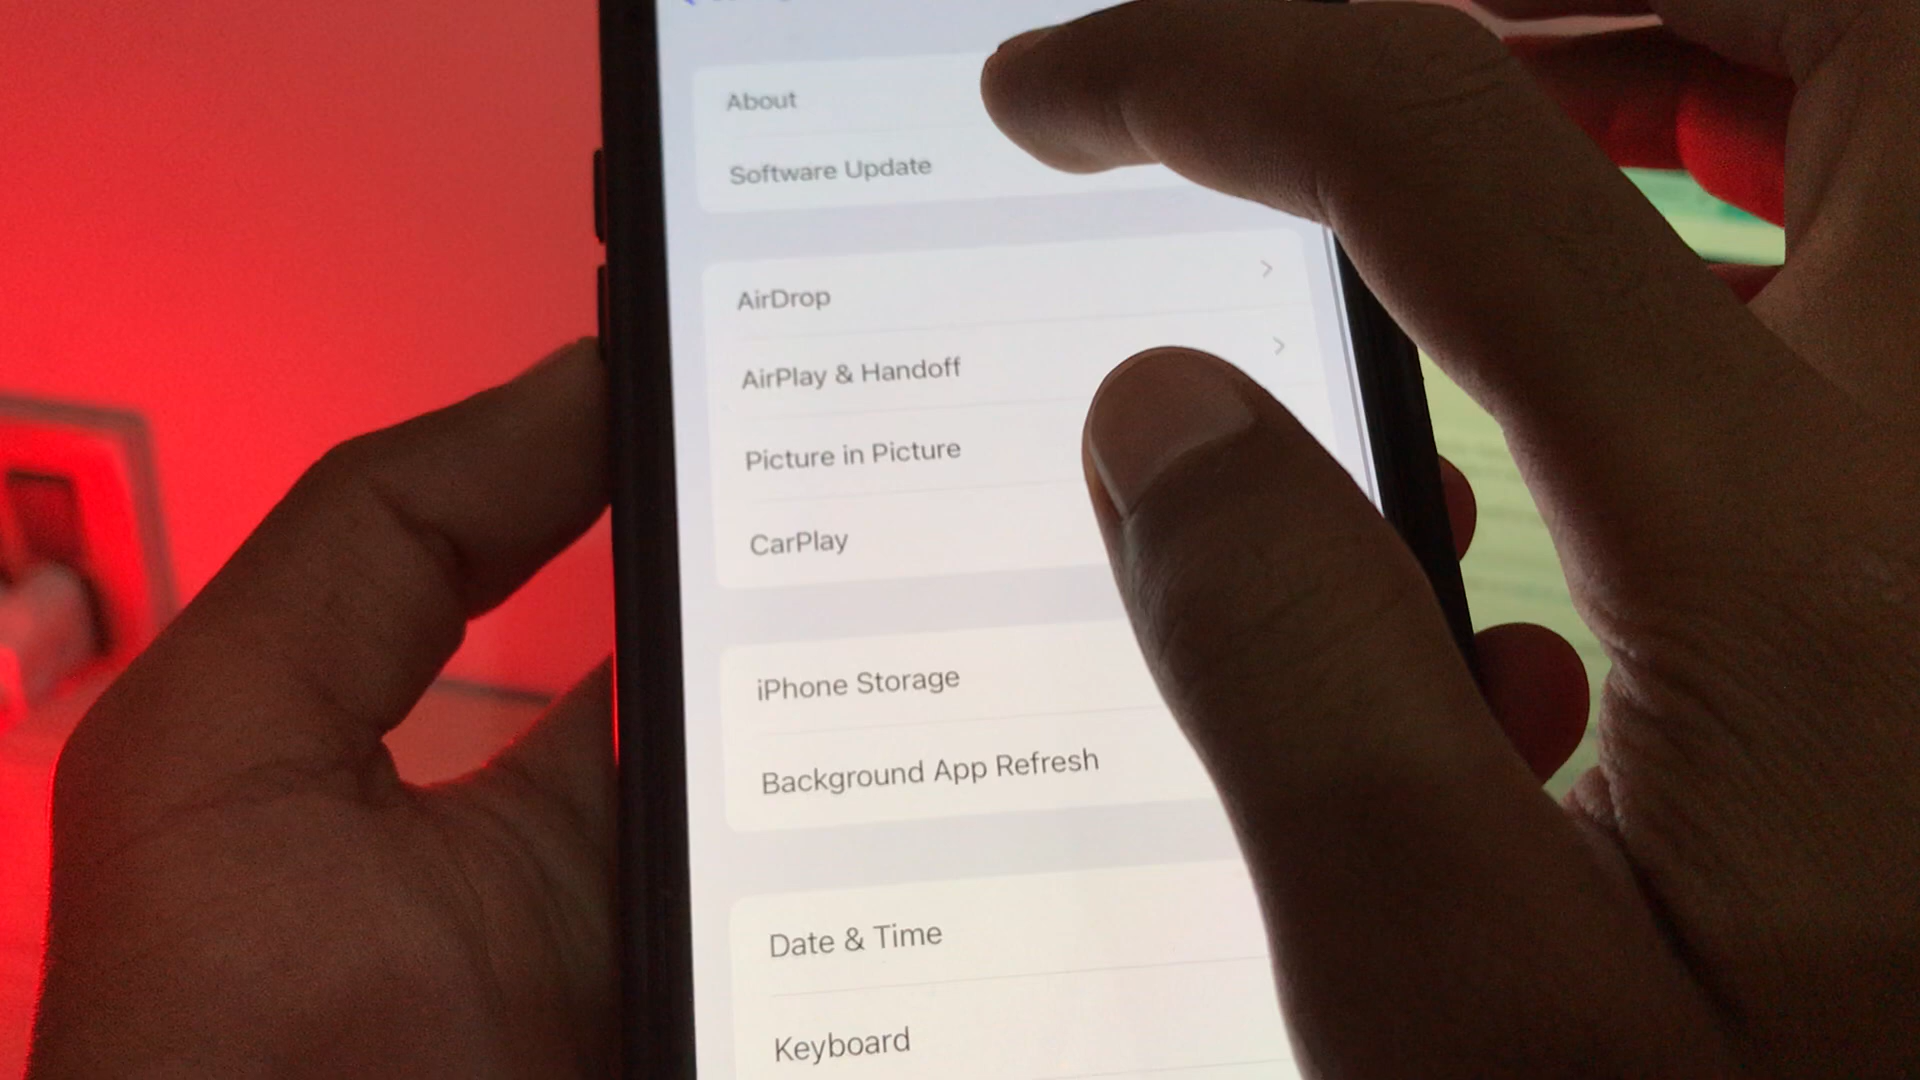 About
Software Update
AirDrop
AirPlay & Handoff
Picture in Picture
CarPlay
iPhone Storage
Background App Refresh
Date & Time
Keyboard